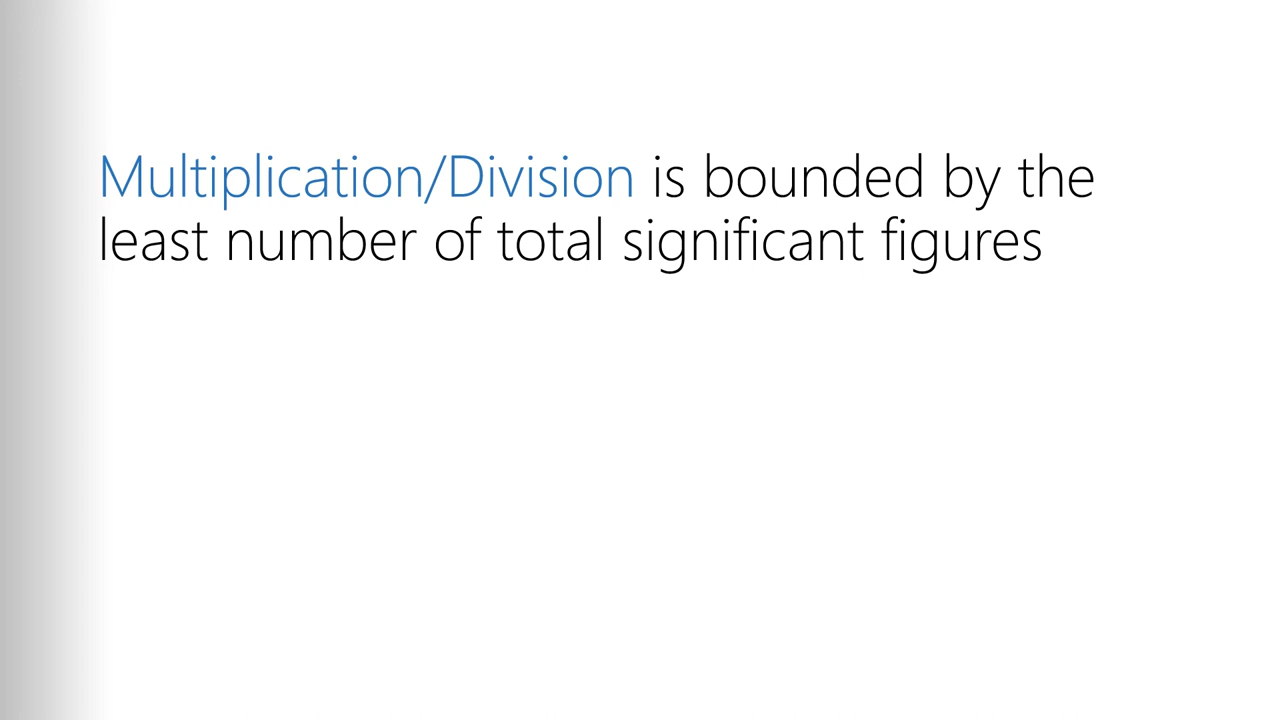 Multiplication/Division is bounded by the
least number of total significant figures